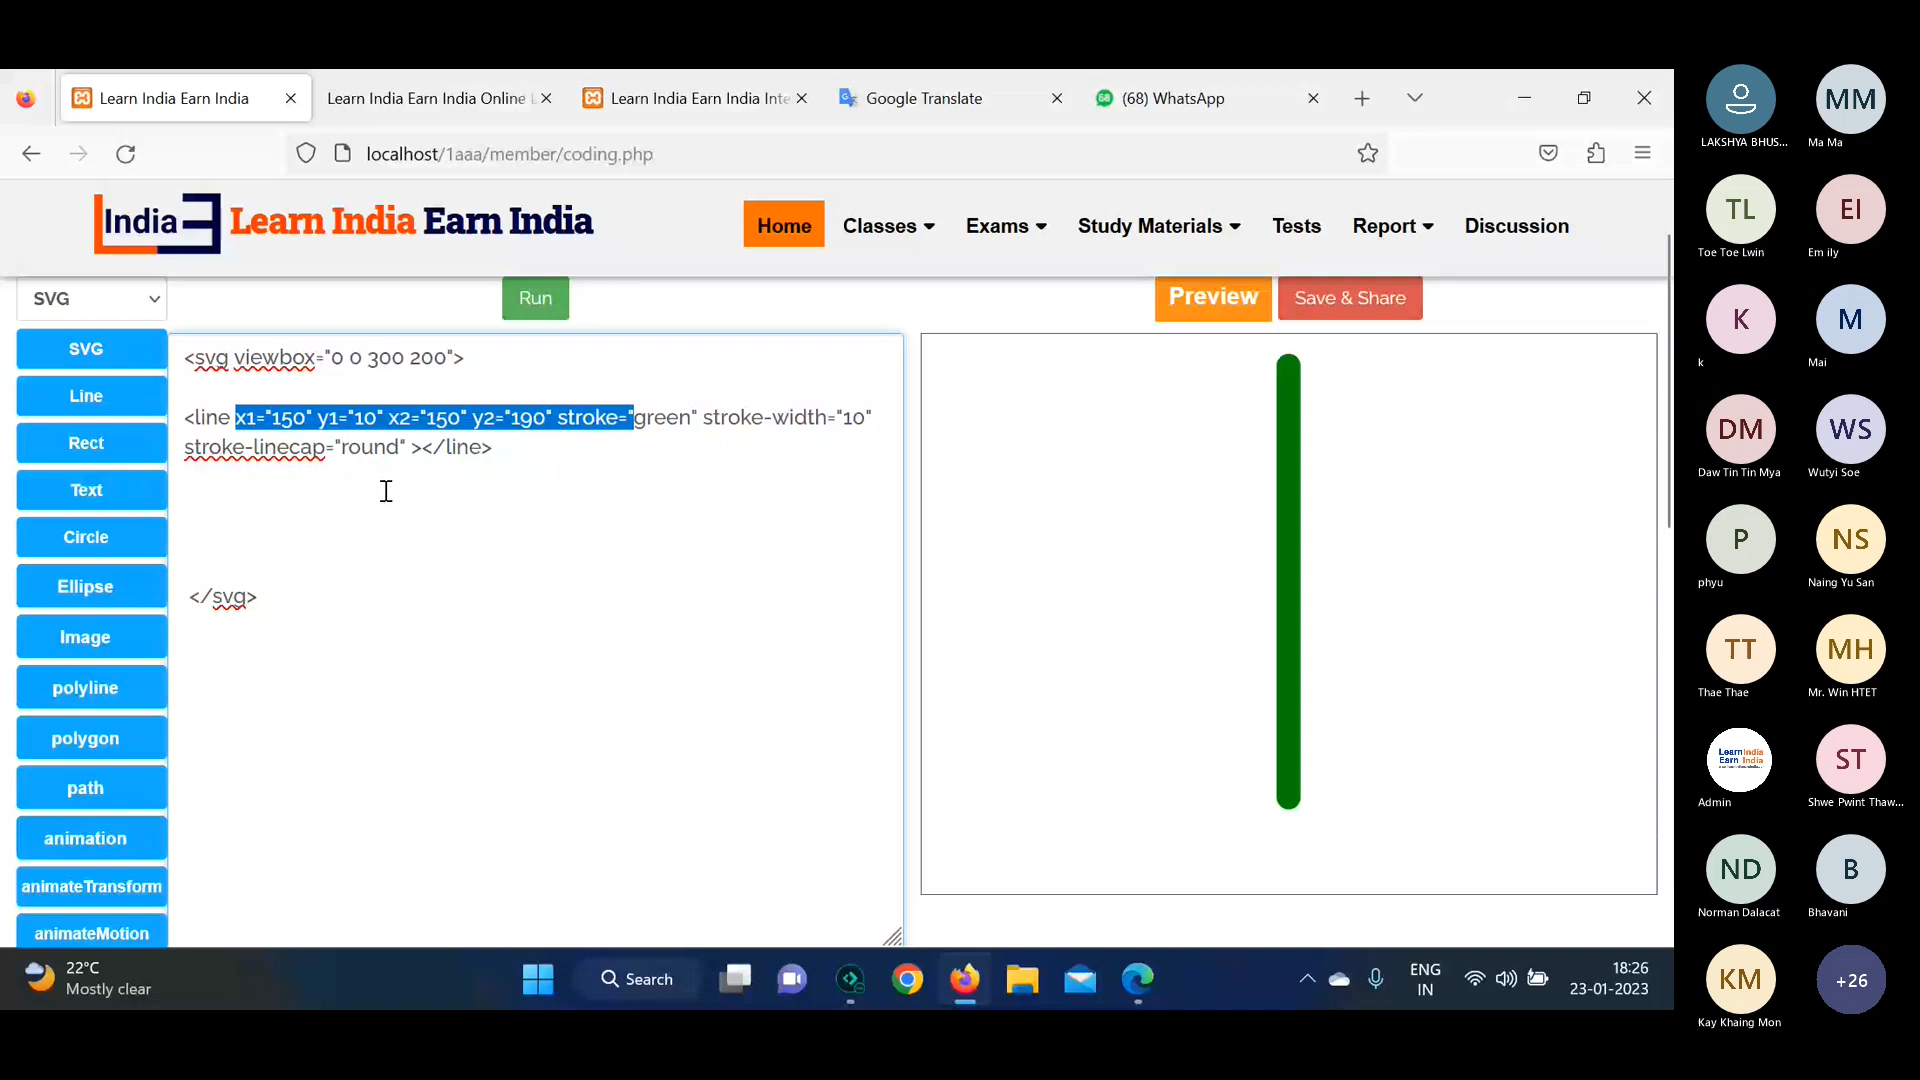 Learn India Earn India
Learn India Earn India Online
Learn India Earn India Inte
Google Translate
(68) WhatsApp
localhost/1aaa/member/coding.php
India E Learn India Earn India
Home
Classes
Exams
Study Materials
Tests
Report
Discussion
SVG
Run
Preview
Save & Share
SVG
Line
Rect
Text
Circle
Ellipse
Image
polyline
polygon
path
animation
animateTransform
animateMotion
<svg viewbox="0 0 300 200">
<line x1="150" y1="10" x2="150" y2="190" stroke="green" stroke-width="10"
stroke-linecap="round" ></line>
</svg>
22°C
Mostly clear
Search
ENG
IN
18:26
23-01-2023
LAKSHYA BHUS...
MM
Ma Ma
TL
Toe Toe Lwin
EI
Em ily
K
k
M
Mai
DM
Daw Tin Tin Mya
WS
Wutyi Soe
P
phyu
NS
Naing Yu San
TT
Thae Thae
MH
Mr. Win HTET
Learn India
Earn India
Admin
ST
Shwe Pwint Thaw...
ND
Norman Dalacat
B
Bhavani
KM
Kay Khaing Mon
+26